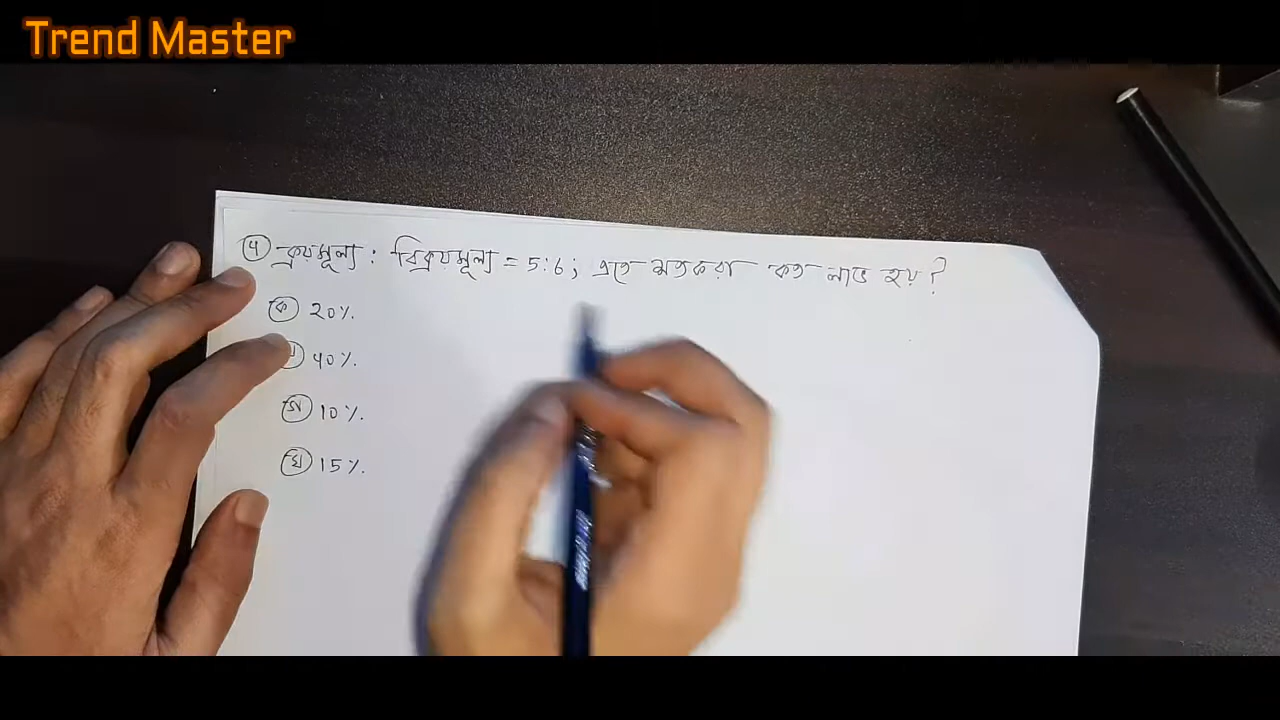 Trend Master
4 ক্রয়মূল্য : বিক্রয়মূল্য = 5:6; এতে শতকরা কত লাভ হয় ?
ক 20%.
40%.
গ 10%.
ঘ 15%.